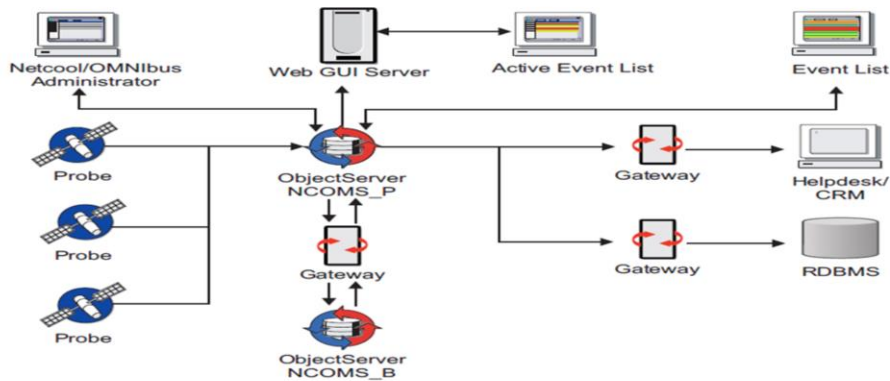 Netcool/OMNIbus
Administrator
Web GUI Server
Active Event List
Event List
Probe
ObjectServer
NCOMS_P
Gateway
Helpdesk/
CRM
Probe
Gateway
Gateway
RDBMS
Probe
ObjectServer
NCOMS_B